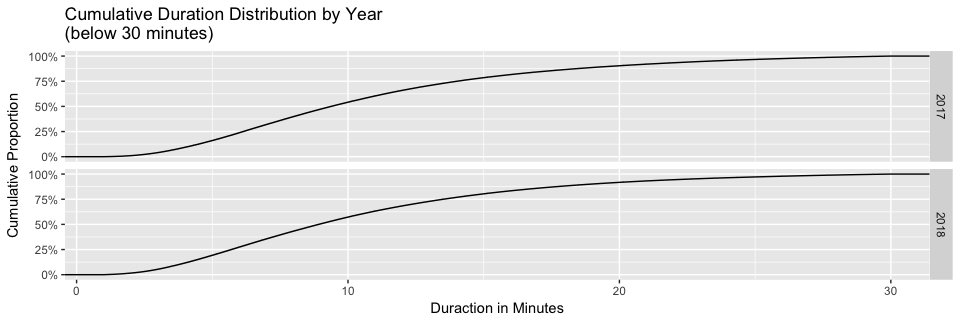 Cumulative Duration Distribution by Year
(below 30 minutes)
Cumulative Proportion
100%
75%
50%
25%
0%
2017
100%
75%
50%
25%
0%
2018
0 10 20 30
Duraction in Minutes